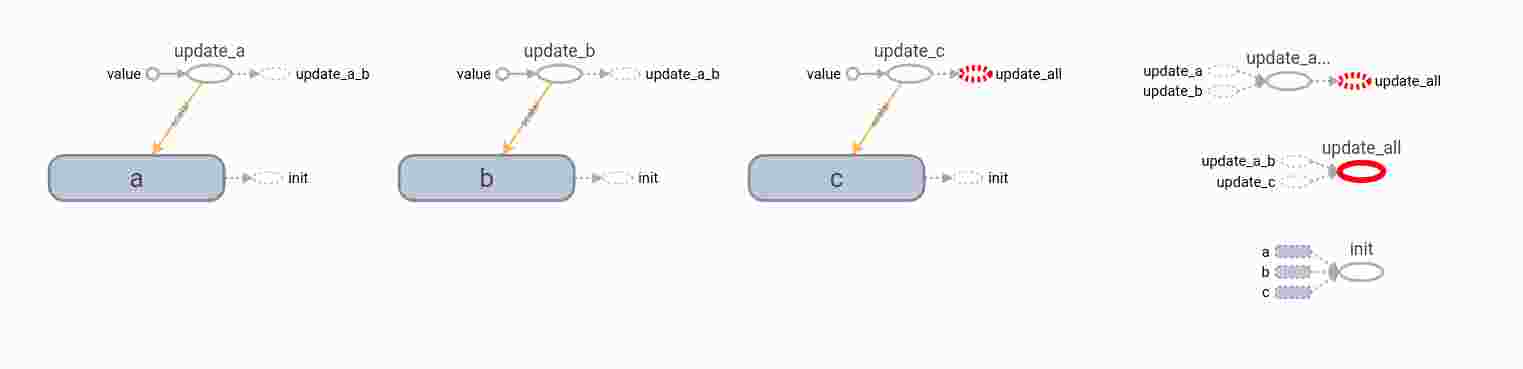 update_a
value
update_a_b
a
init
update_b
value
update_a_b
b
init
update_c
value
update_all
c
init
update_a...
update_a
update_b
update_all
update_all
update_a_b
update_c
init
a
b
c